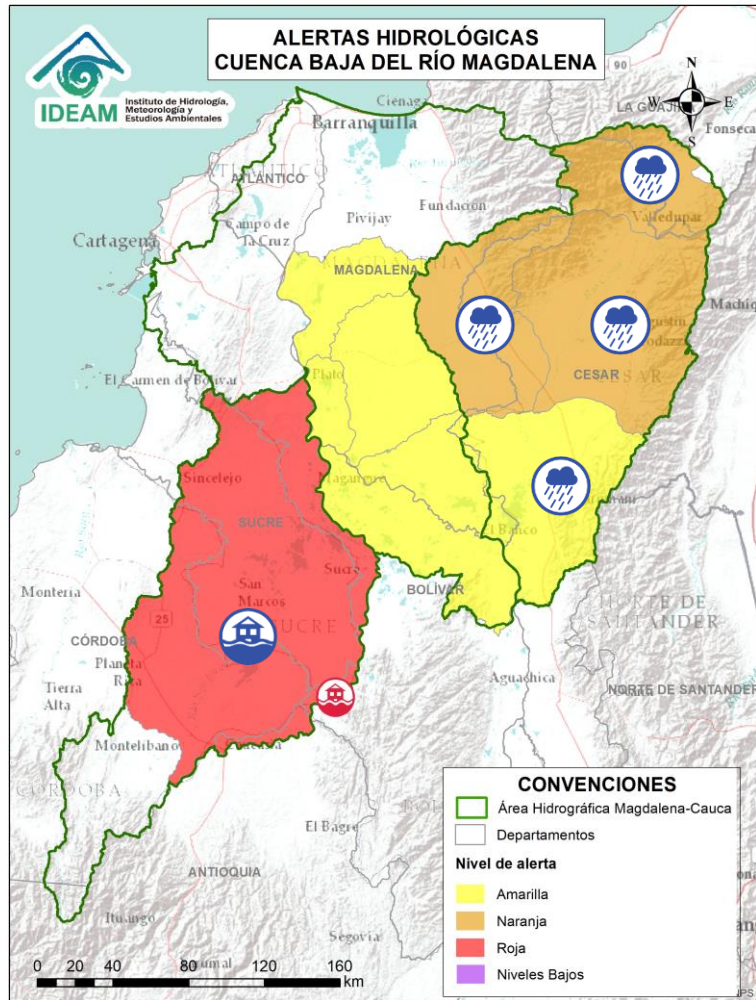 ALERTAS HIDROLÓGICAS
CUENCA BAJA DEL RÍO MAGDALENA
IDEAM
Instituto de Hidrología,
Meteorología y
Estudios Ambientales
90
N
W E
S
LA GUAJIRA
Fonseca
Ciénaga
Barranquilla
ATLÁNTICO
Fundación
Pivijay
Valledupar
Campo de
la Cruz
Cartagena
MAGDALENA
CESAR
Plato
El Carmen de Bolívar
Sincelejo
Magangué
SUCRE
El Banco
Sucre
San
Marcos
SUCRE
BOLÍVAR
NORTE DE
SANTANDER
Montería
25
CÓRDOBA
Planeta
Rica
Tierra
Alta
Aguachica
NORTE DE SANTANDER
Montelibano
CÓRDOBA
El Bagre
ANTIOQUIA
Ituango
Segovia
0 20 40 80 120 160
km
CONVENCIONES
Área Hidrográfica Magdalena-Cauca
Departamentos
Nivel de alerta
Amarilla
Naranja
Roja
Niveles Bajos